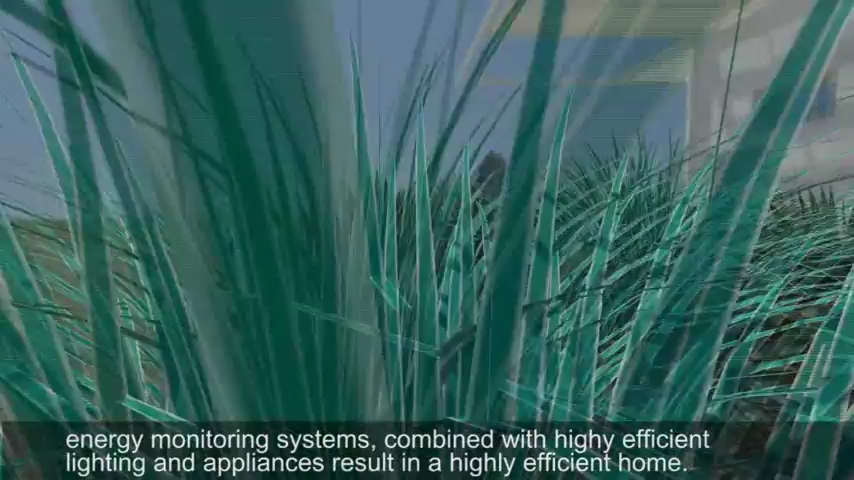 energy monitoring systems, combined with highy efficient
lighting and appliances result in a highly efficient home.